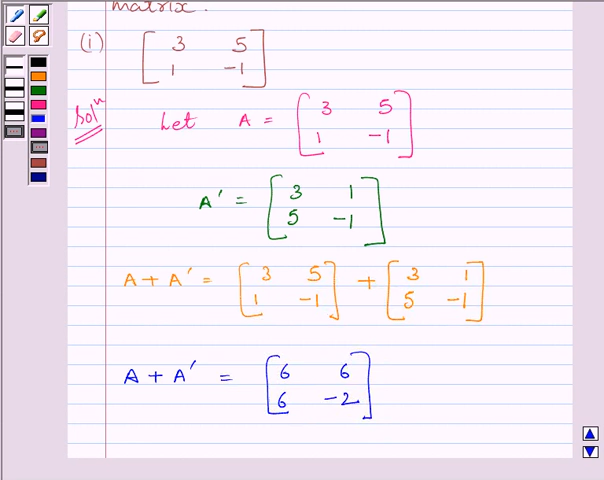 matrix.
(i) [ 3 5
1 -1 ]
Solⁿ Let A = [ 3 5
1 -1 ]
A′ = [ 3 1
5 -1 ]
A + A′ = [ 3 5
1 -1 ] + [ 3 1
5 -1 ]
A + A′ = [ 6 6
6 -2 ]